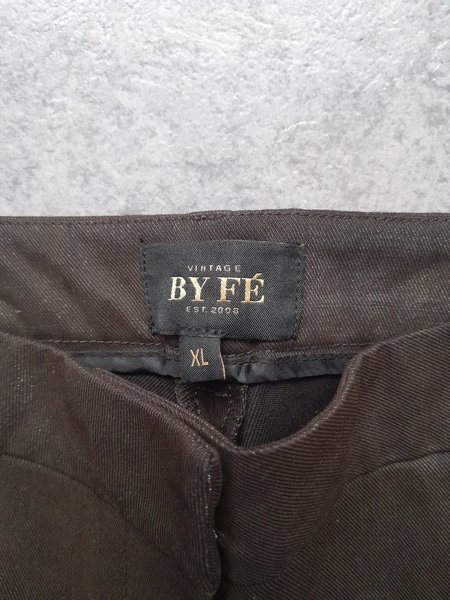 VINTAGE
BY FÉ
EST. 2008
XL